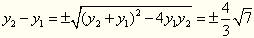 y₂ − y₁ = ±√((y₂ + y₁)² − 4y₁y₂) = ±4/3 √7